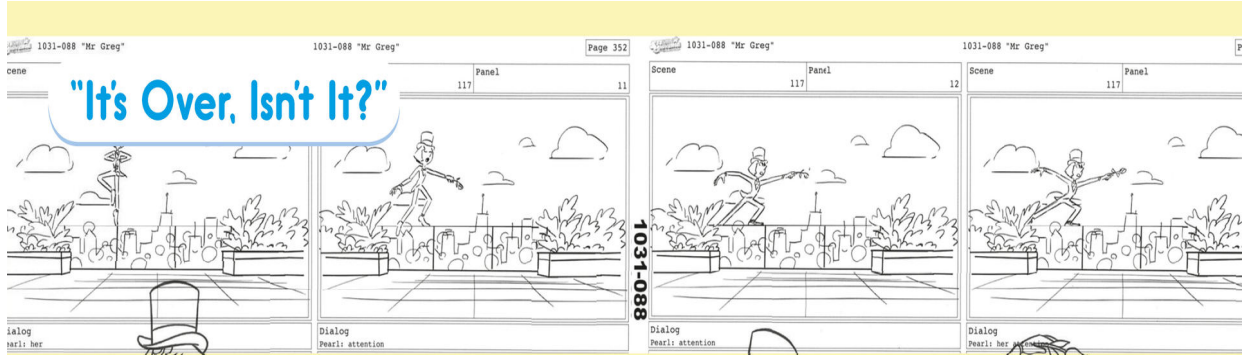 1031-088 "Mr Greg"
1031-088 "Mr Greg"
Page 352
1031-088 "Mr Greg"
1031-088 "Mr Greg"
P
cene
Panel
117
11
Scene
117
Panel
12
Scene
117
Panel
"It's Over, Isn't It?"
1031-088
ialog
earl: her
Dialog
Pearl: attention
Dialog
Pearl: attention
Dialog
Pearl: her attention